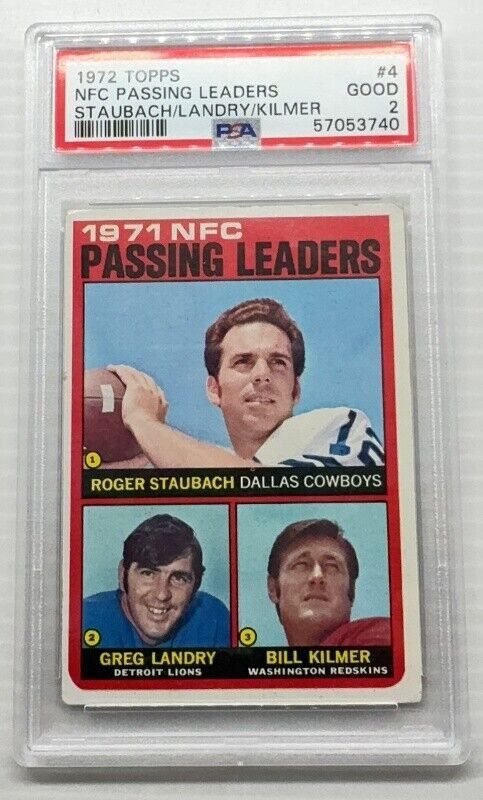 1972 TOPPS #4
NFC PASSING LEADERS GOOD
STAUBACH/LANDRY/KILMER 2
PSA 57053740
1971 NFC
PASSING LEADERS
1
ROGER STAUBACH DALLAS COWBOYS
2 3
GREG LANDRY BILL KILMER
DETROIT LIONS WASHINGTON REDSKINS